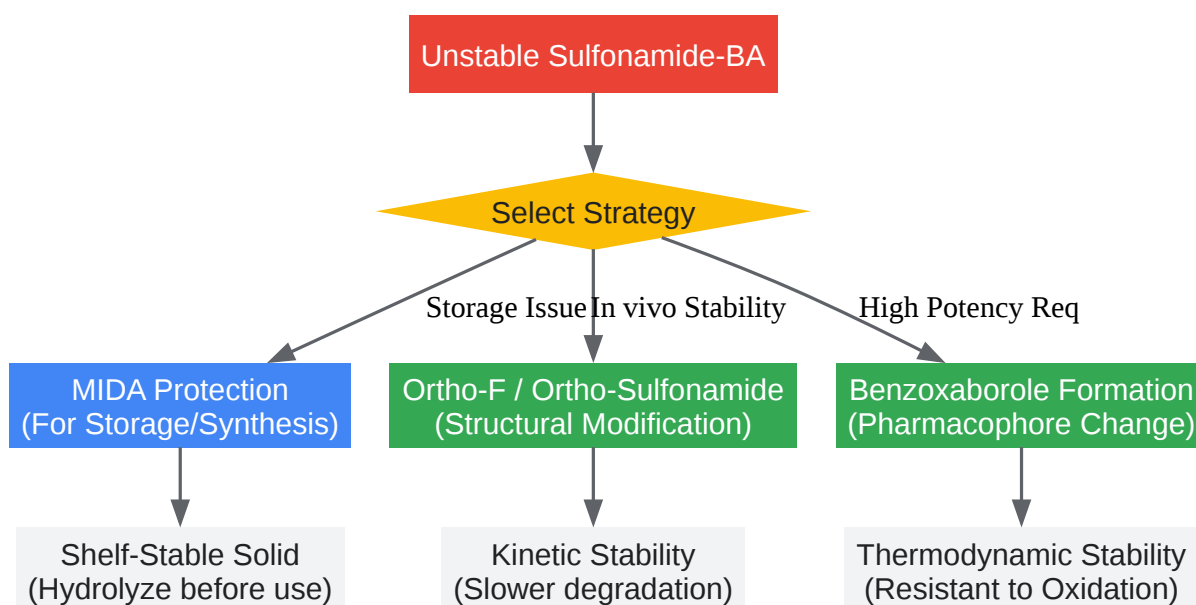 Unstable Sulfonamide-BA
Select Strategy
Storage Issue
In vivo Stability
High Potency Req
MIDA Protection
(For Storage/Synthesis)
Ortho-F / Ortho-Sulfonamide
(Structural Modification)
Benzoxaborole Formation
(Pharmacophore Change)
Shelf-Stable Solid
(Hydrolyze before use)
Kinetic Stability
(Slower degradation)
Thermodynamic Stability
(Resistant to Oxidation)